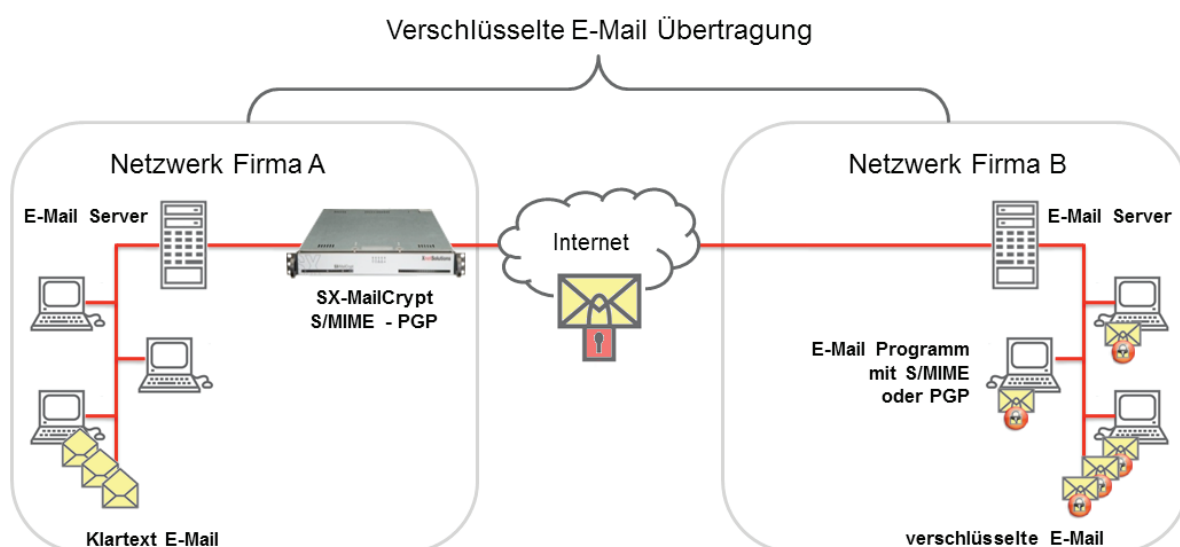 Verschlüsselte E-Mail Übertragung
Netzwerk Firma A
E-Mail Server
SX-MailCrypt
S/MIME - PGP
Klartext E-Mail
Internet
Netzwerk Firma B
E-Mail Server
E-Mail Programm
mit S/MIME
oder PGP
verschlüsselte E-Mail